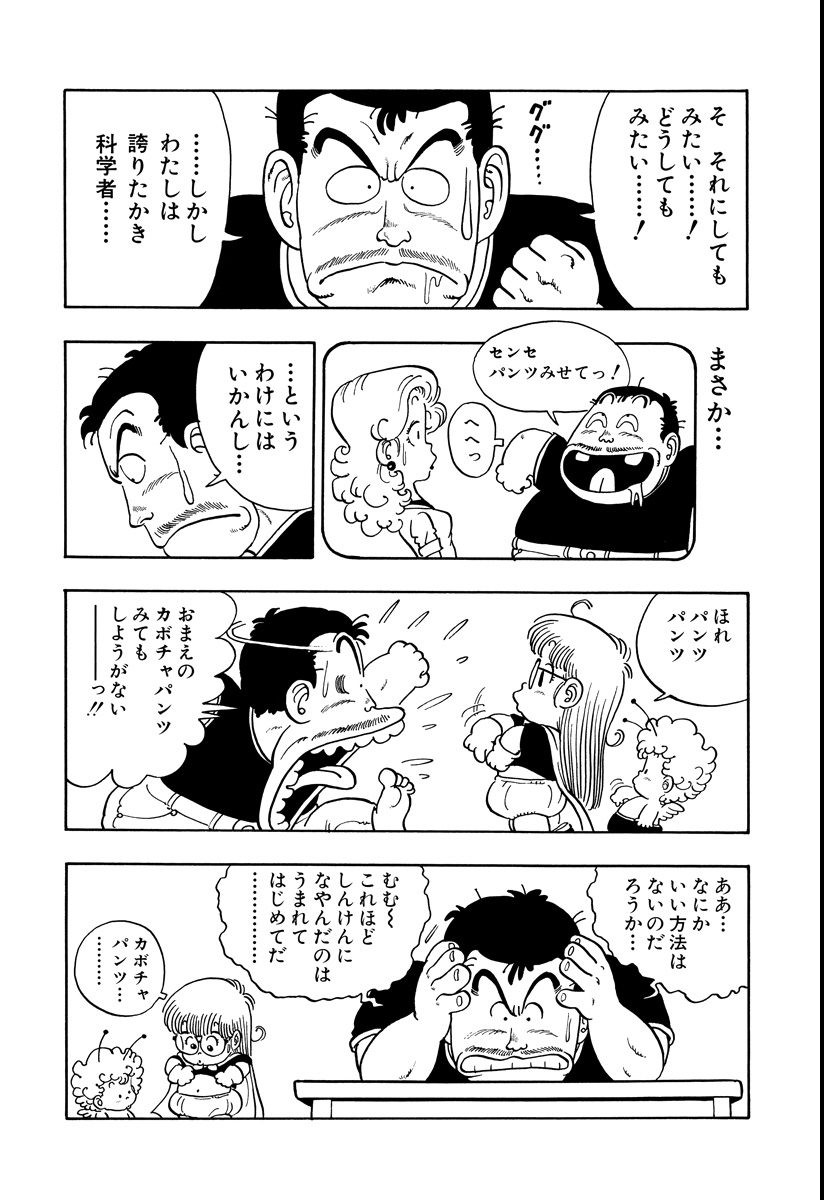 そ それにしても
みたい……!
どうしても
みたい……!
ググ……
……しかし
わたしは
誇りたかき
科学者……
まさか…
センセ
パンツみせてっ!
へへっ
…という
わけには
いかんし…
ほれ
パンツ
パンツ
おまえの
カボチャパンツ
みても
しようがない
――っ!!
ああ…
なにか
いい方法は
ないのだ
ろうか…
むむ〜
これほど
しんけんに
なやんだのは
うまれて
はじめてだ
…………
カボチャ
パンツ…
………